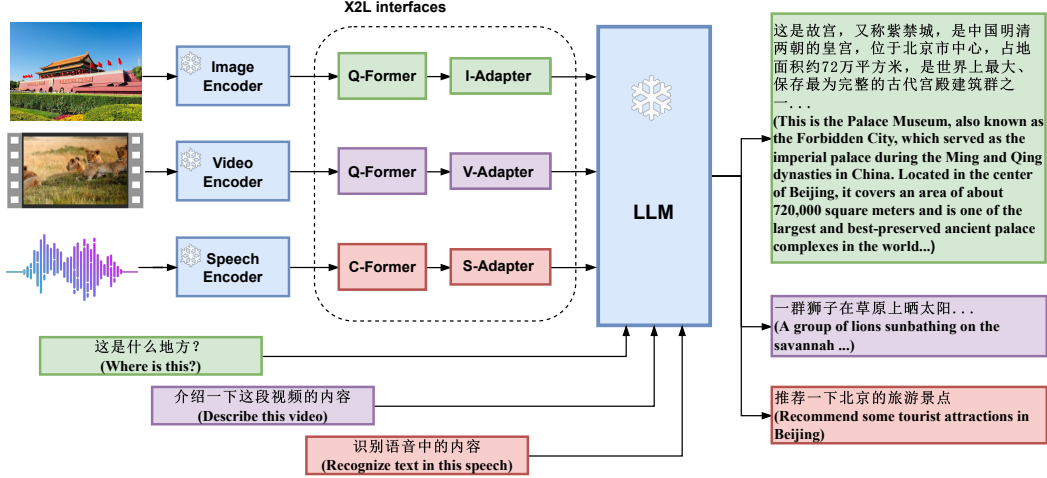 X2L interfaces
Image
Encoder
Q-Former
I-Adapter
Video
Encoder
Q-Former
V-Adapter
Speech
Encoder
C-Former
S-Adapter
LLM
这是什么地方？
(Where is this?)
介绍一下这段视频的内容
(Describe this video)
识别语音中的内容
(Recognize text in this speech)
这是故宫，又称紫禁城，是中国明清
两朝的皇宫，位于北京市中心，占地
面积约72万平方米，是世界上最大、
保存最为完整的古代宫殿建筑群之
一...
(This is the Palace Museum, also known as
the Forbidden City, which served as the
imperial palace during the Ming and Qing
dynasties in China. Located in the center
of Beijing, it covers an area of about
720,000 square meters and is one of the
largest and best-preserved ancient palace
complexes in the world...)
一群狮子在草原上晒太阳...
(A group of lions sunbathing on the
savannah ...)
推荐一下北京的旅游景点
(Recommend some tourist attractions in
Beijing)